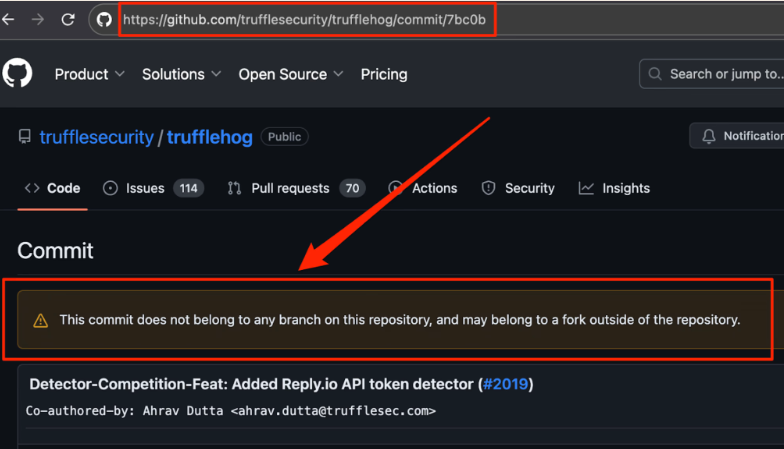 https://github.com/trufflesecurity/trufflehog/commit/7bc0b
Product Solutions Open Source Pricing Search or jump to...
trufflesecurity / trufflehog Public
Code Issues 114 Pull requests 70 Actions Security Insights
Commit
This commit does not belong to any branch on this repository, and may belong to a fork outside of the repository.
Detector-Competition-Feat: Added Reply.io API token detector (#2019)
Co-authored-by: Ahrav Dutta <ahrav.dutta@trufflesec.com>